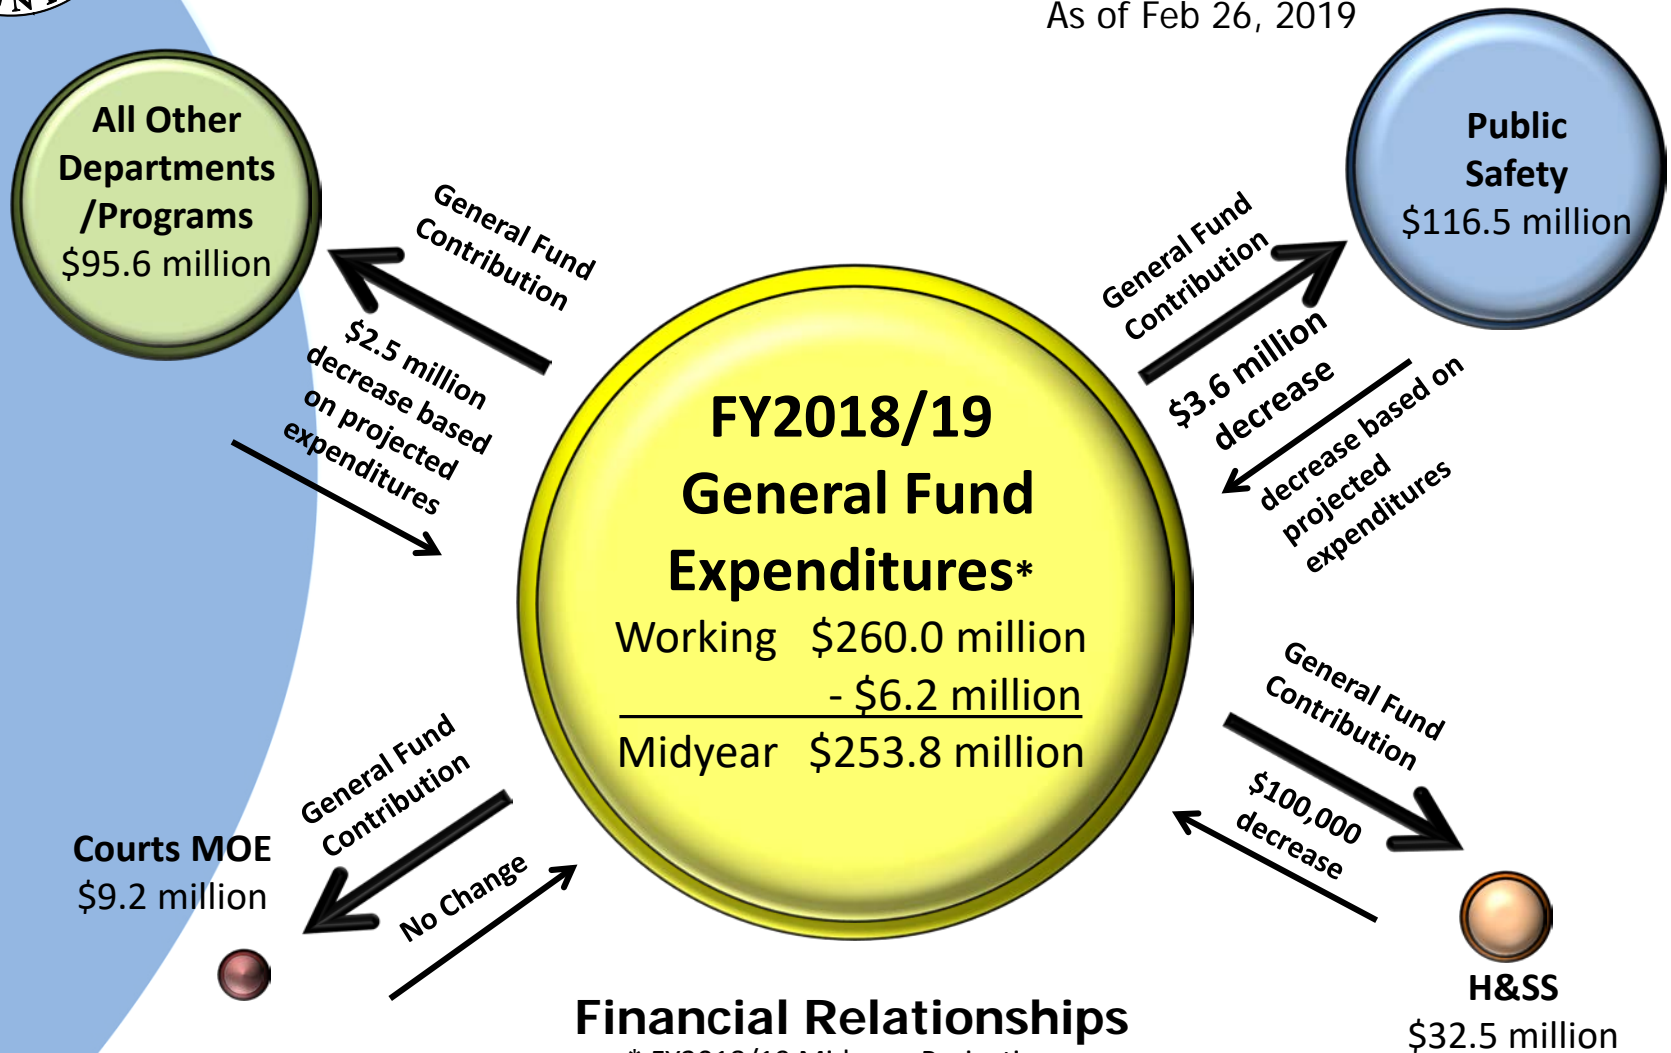 As of Feb 26, 2019
All Other
Departments
/Programs
$95.6 million
General Fund
Contribution
$2.5 million
decrease based
on projected
expenditures
Public
Safety
$116.5 million
General Fund
Contribution
$3.6 million
decrease
decrease based on
projected
expenditures
FY2018/19
General Fund
Expenditures*
Working $260.0 million
- $6.2 million
Midyear $253.8 million
General Fund
Contribution
No Change
Courts MOE
$9.2 million
General Fund
Contribution
$100,000
decrease
H&SS
$32.5 million
Financial Relationships